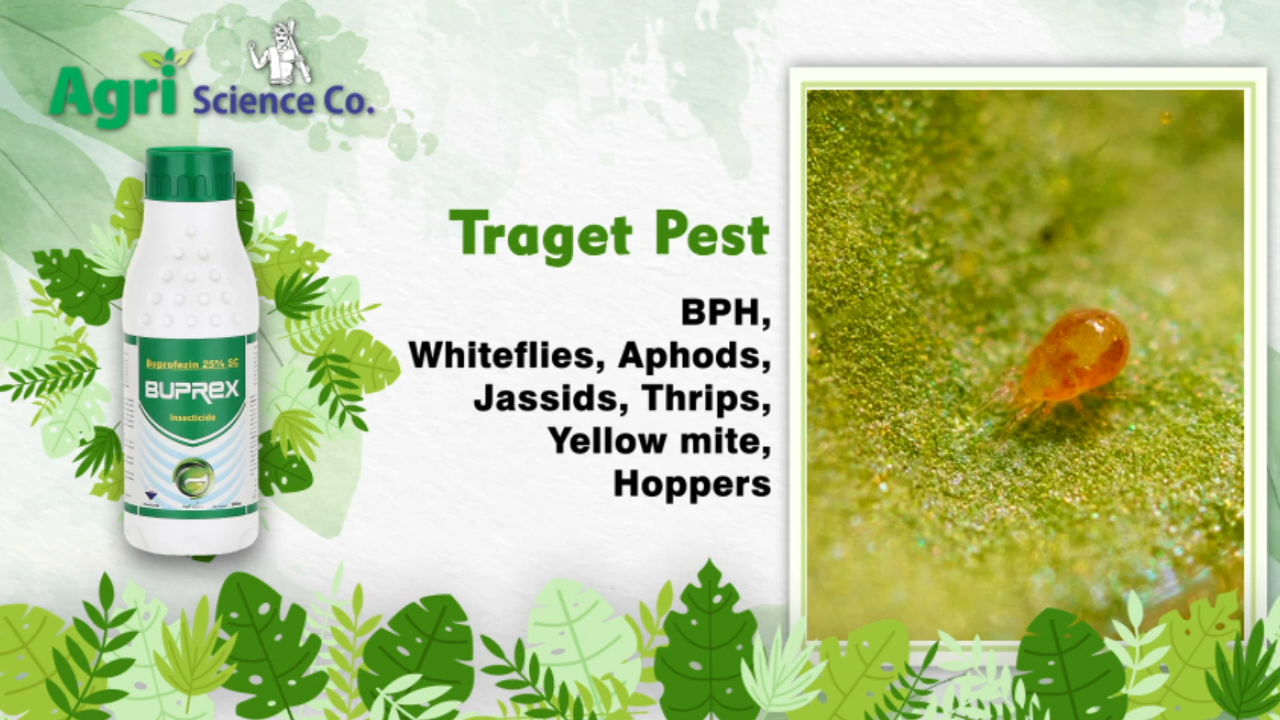 Agri Science Co.
Traget Pest
BPH,
Whiteflies, Aphods,
Jassids, Thrips,
Yellow mite,
Hoppers
Buprofezin 25% SC
BUPREX
Insecticide